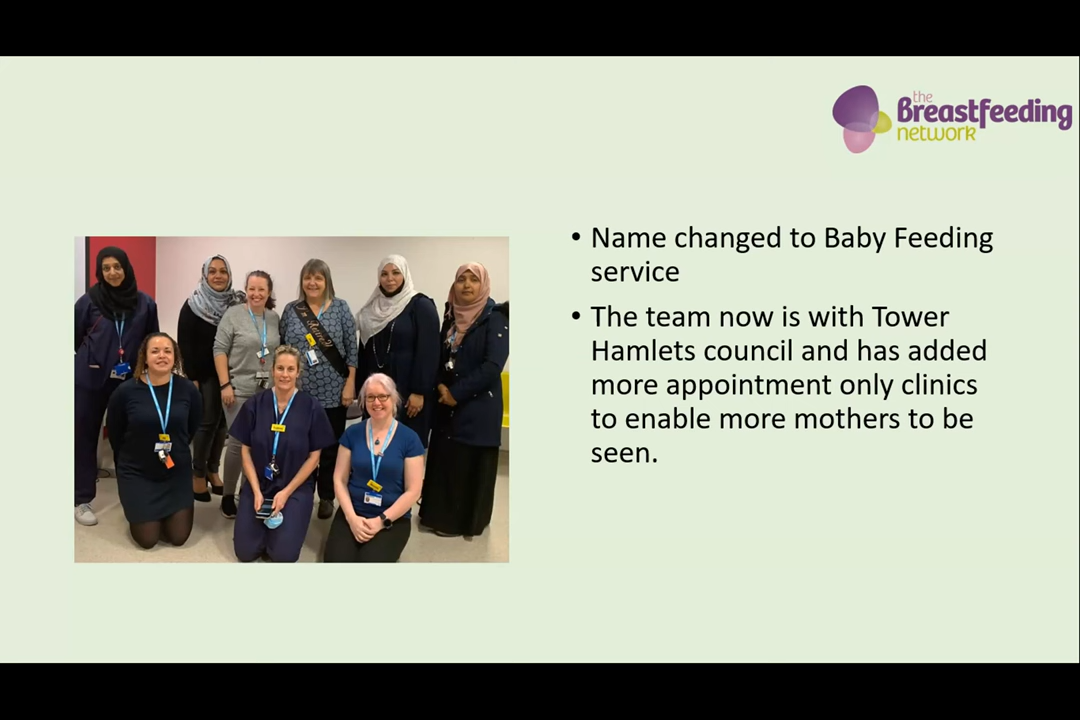 the
Breastfeeding
network
• Name changed to Baby Feeding
service
• The team now is with Tower
Hamlets council and has added
more appointment only clinics
to enable more mothers to be
seen.